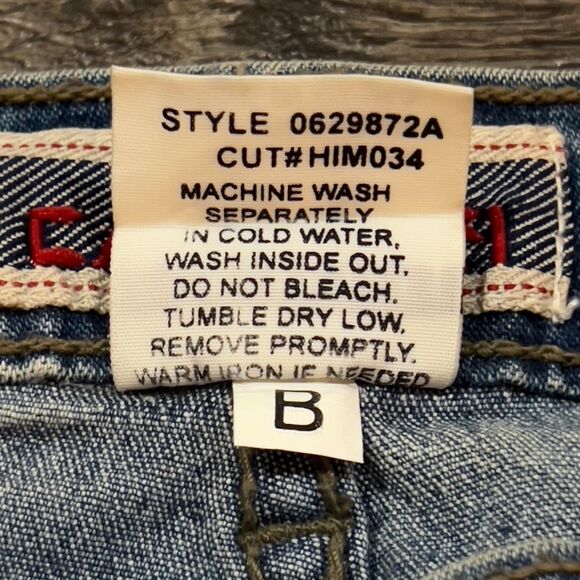 STYLE 0629872A
CUT#HIM034
MACHINE WASH
SEPARATELY
IN COLD WATER,
WASH INSIDE OUT.
DO NOT BLEACH.
TUMBLE DRY LOW,
REMOVE PROMPTLY.
WARM IRON IF NEEDED
B